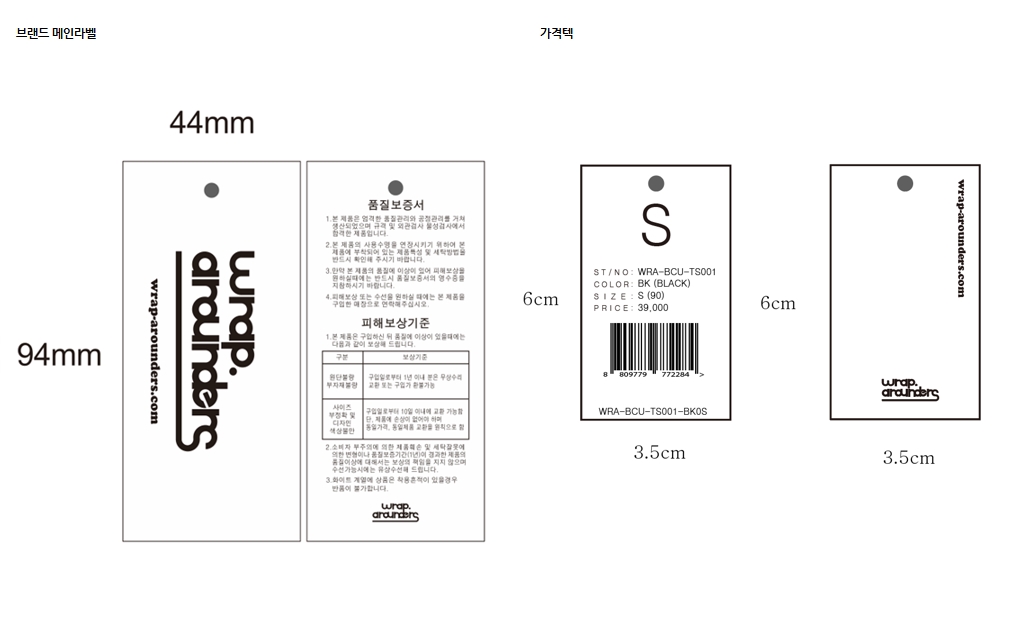 브랜드 메인라벨
가격텍
44mm
94mm
wrap.
arounders
wrap-arounders.com
품질보증서
1.본 제품은 엄격한 품질관리와 공정관리를 거쳐
생산되었으며 규격 및 외관검사 물성검사에서
합격한 제품입니다.
2.본 제품의 사용수명을 연장시키기 위하여 본
제품에 부착되어 있는 제품특성 및 세탁방법을
반드시 확인해 주시기 바랍니다.
3.만약 본 제품의 품질에 이상이 있어 피해보상을
원하실때에는 반드시 품질보증서의 영수증을
지참하시기 바랍니다.
4.피해보상 또는 수선을 원하실 때에는 본 제품을
구입한 매장으로 연락해주십시오.
피해보상기준
1.본 제품은 구입하신 뒤 품질에 이상이 있을때에는
다음과 같이 보상해 드립니다.
구분 보상기준
원단불량
부자재불량
구입일로부터 1년 이내 분은 무상수리
교환 또는 구입가 환불가능
사이즈
부정확 및
디자인
색상불만
구입일로부터 10일 이내에 교환 가능함
단, 제품에 손상이 없어야 하며
동일가격, 동일제품 교환을 원칙으로 함
2.소비자 부주의에 의한 제품훼손 및 세탁잘못에
의한 변형이나 품질보증기간(1년)이 경과한 제품의
품질이상에 대해서는 보상의 책임을 지지 않으며
수선가능시에는 유상수선해 드립니다.
3.화이트 계열에 상품은 착용흔적이 있을경우
반품이 불가합니다.
wrap.
arounders
6cm
S
ST/NO: WRA-BCU-TS001
COLOR: BK (BLACK)
SIZE: S (90)
PRICE: 39,000
8 809779 772284 >
WRA-BCU-TS001-BK0S
3.5cm
6cm
wrap-arounders.com
wrap.
arounders
3.5cm